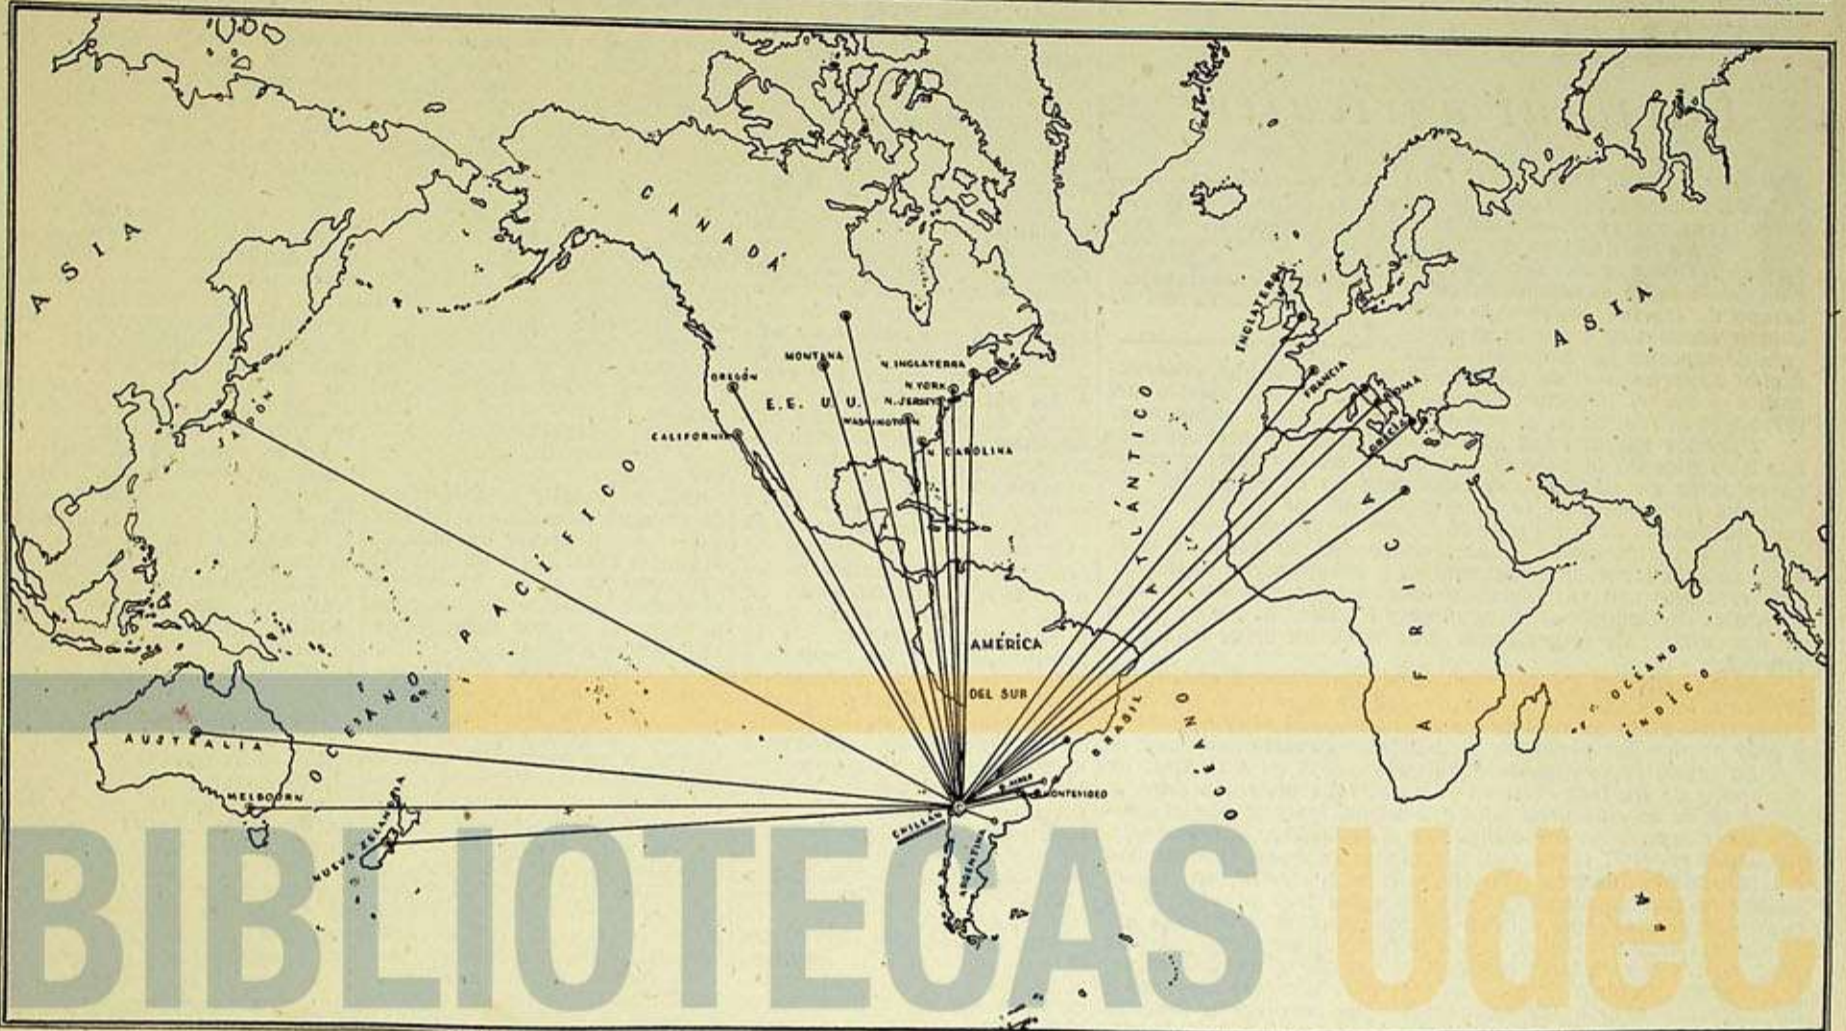 ASIA
CANADÁ
MONTANA
N. INGLATERRA
OREGÓN
N. YORK
E.E. U.U.
N. JERSEY
WASHINGTON
CALIFORNIA
N. CAROLINA
JAPÓN
INGLATERRA
FRANCIA
ROMA
GRECIA
ASIA
ATLÁNTICO
OCEANO PACÍFICO
AFRICA
AMÉRICA
DEL SUR
BRASIL
OCÉANO
OCÉANO
ÍNDICO
AUSTRALIA
MELBOURN
NUEVA ZELANDIA
MONTEVIDEO
CHILLÁN
ARGENTINA
BIBLIOTECAS UdeC